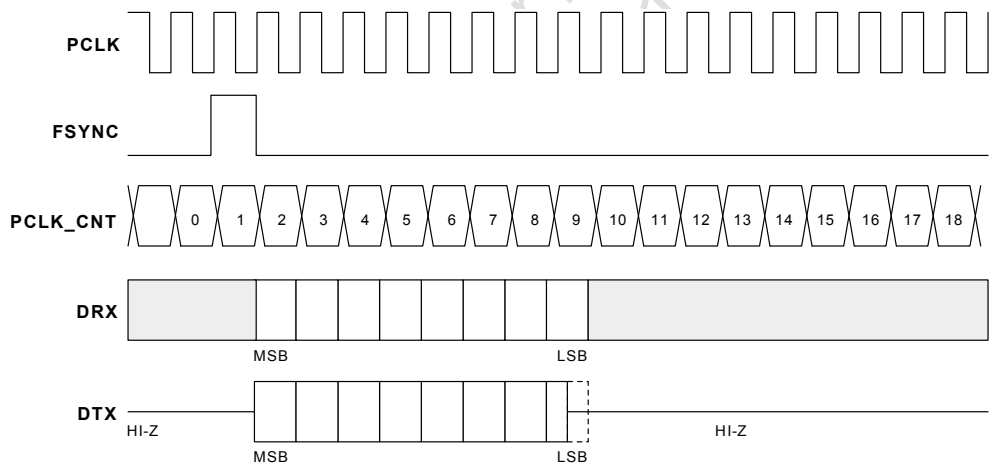 PCLK
FSYNC
PCLK_CNT 0 1 2 3 4 5 6 7 8 9 10 11 12 13 14 15 16 17 18
DRX
MSB LSB
DTX
HI-Z HI-Z
MSB LSB